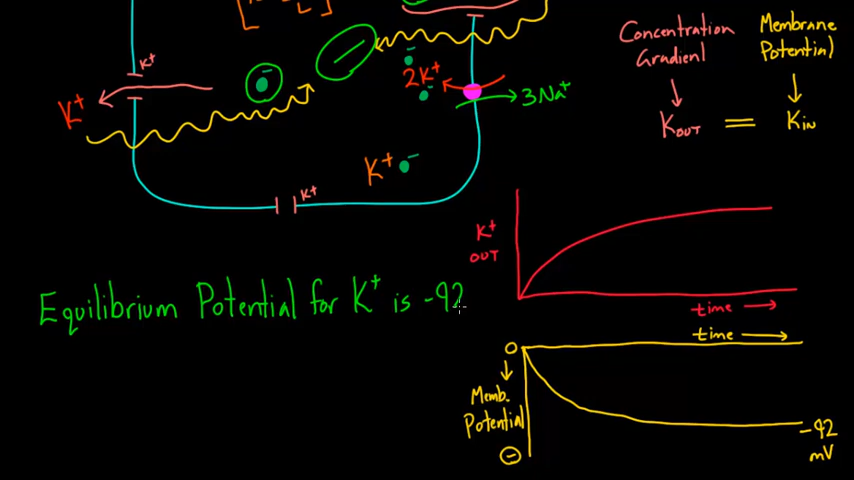 K+
K+
2K+
3Na+
K+ -
K+
Concentration
Gradient
KOUT
=
Membrane
Potential
KIN
K+
OUT
time →
Equilibrium Potential for K+ is -92
time →
O
Memb.
Potential
-
-92
mV